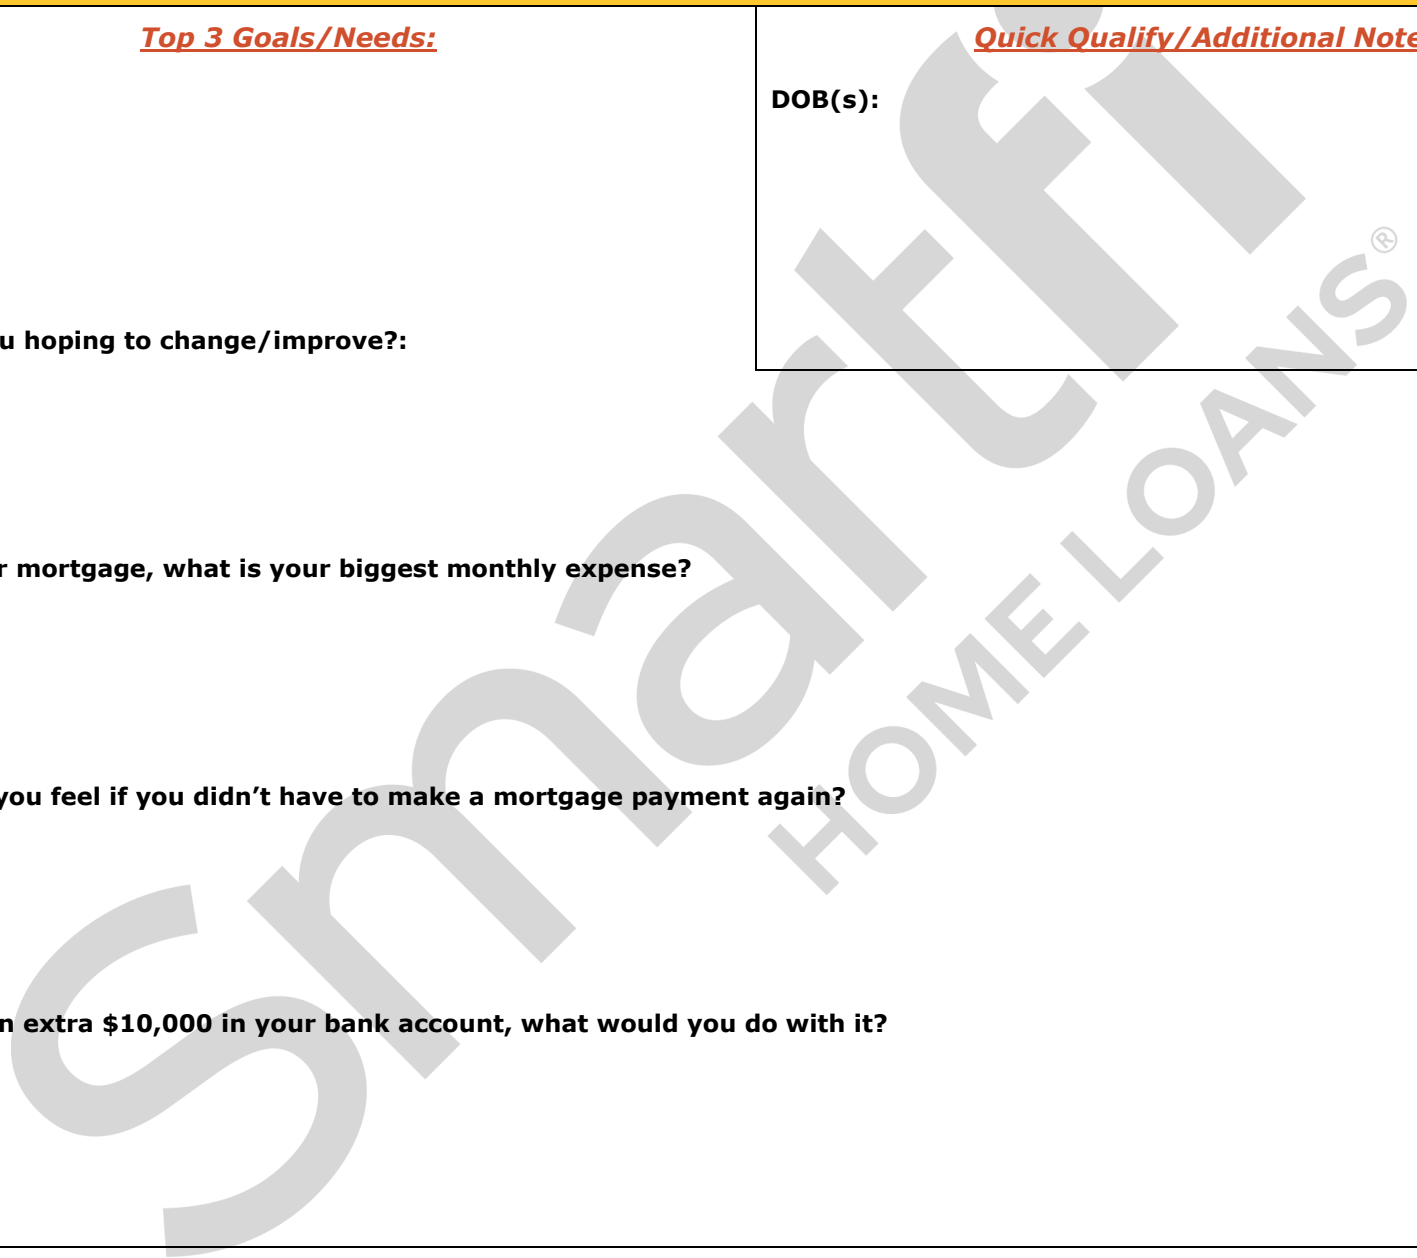 Top 3 Goals/Needs:
Quick Qualify/Additional Note
DOB(s):
u hoping to change/improve?:
r mortgage, what is your biggest monthly expense?
you feel if you didn’t have to make a mortgage payment again?
n extra $10,000 in your bank account, what would you do with it?
Smartfi
HOME LOANS®